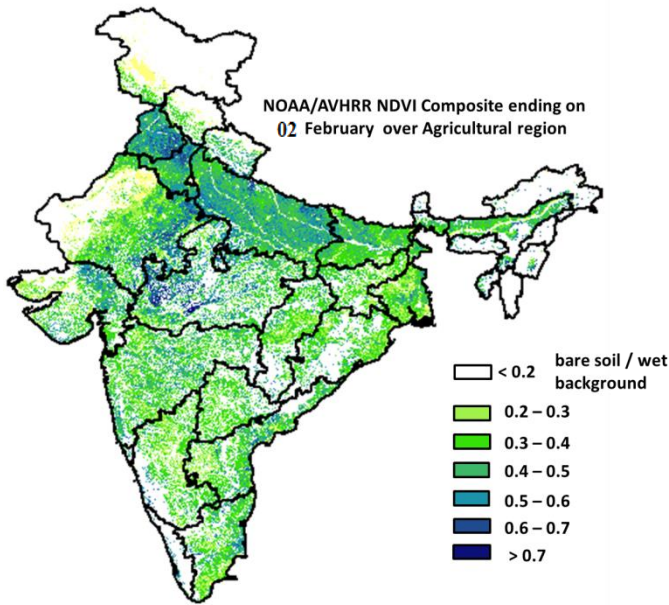 NOAA/AVHRR NDVI Composite ending on
02 February over Agricultural region
< 0.2 bare soil / wet
background
0.2 – 0.3
0.3 – 0.4
0.4 – 0.5
0.5 – 0.6
0.6 – 0.7
> 0.7